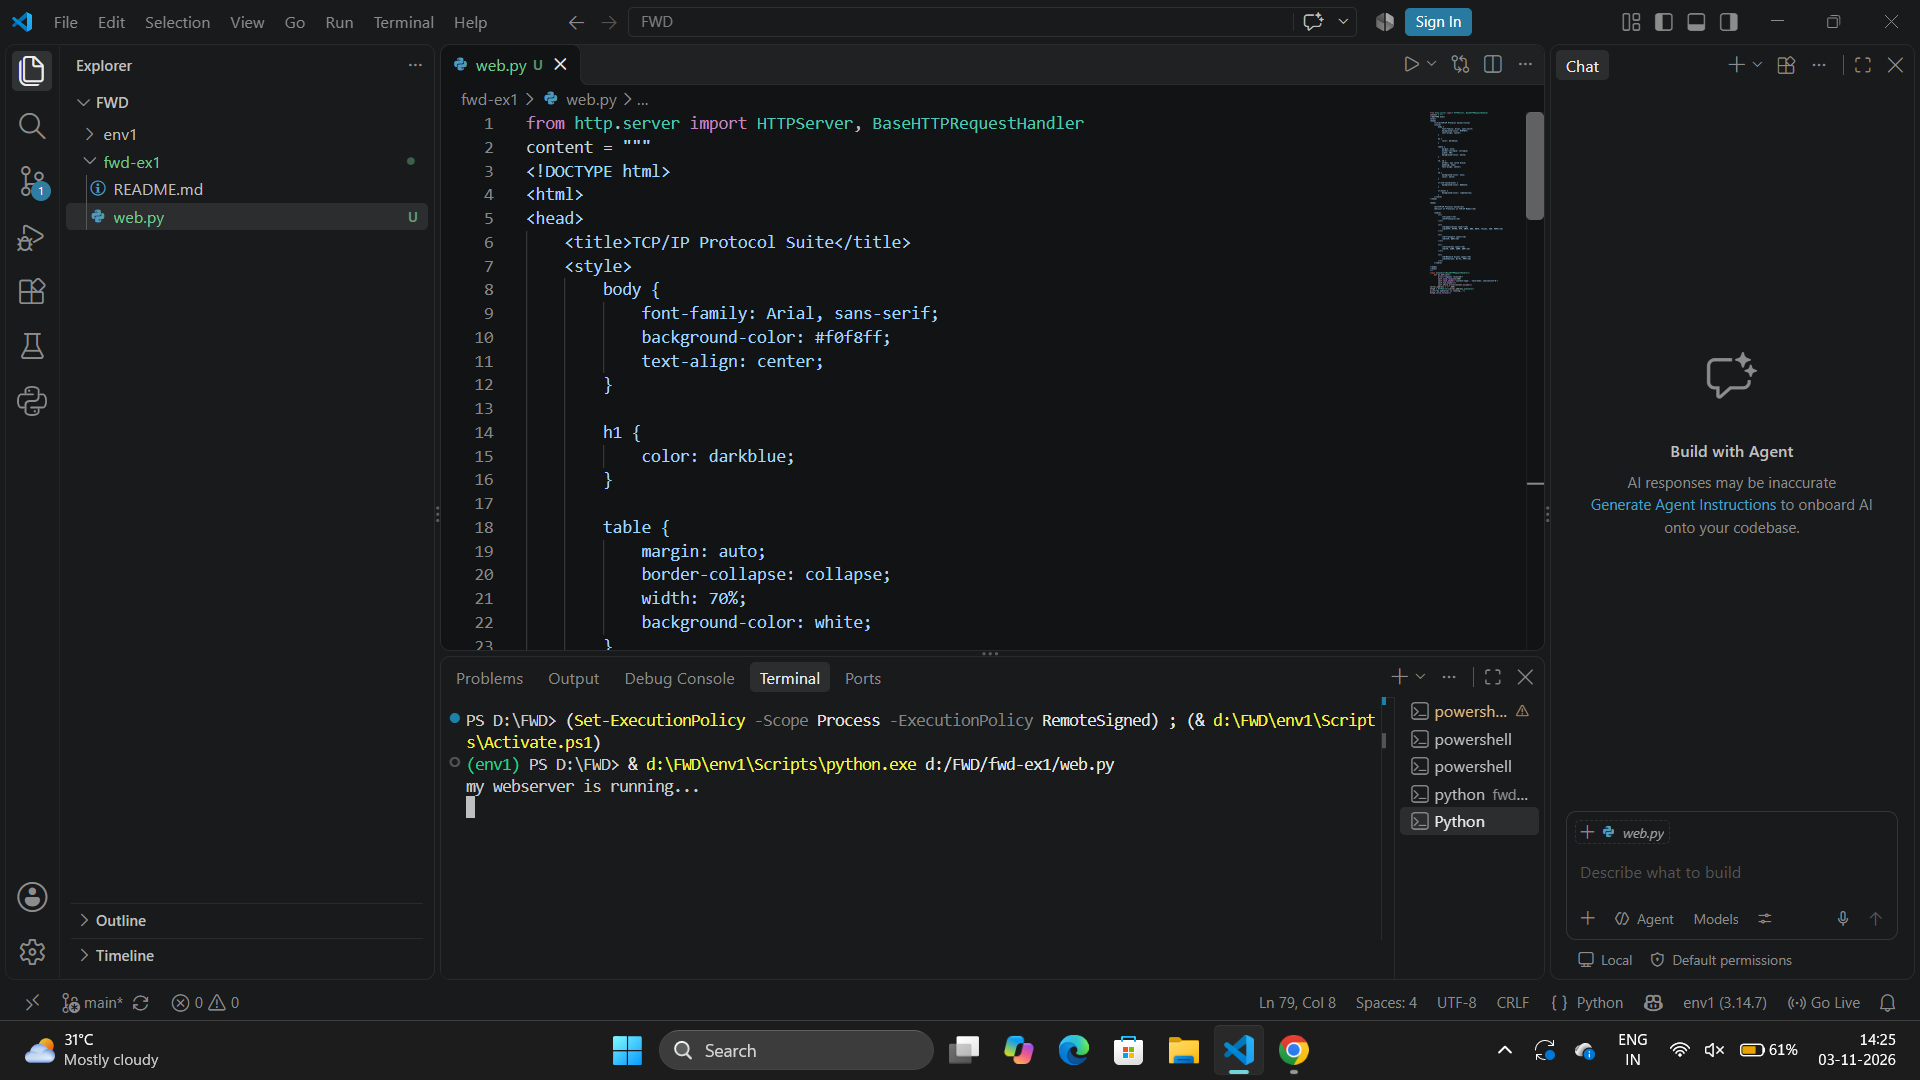 File Edit Selection View Go Run Terminal Help
FWD
Sign In
Explorer
FWD
env1
fwd-ex1
README.md
web.py U
Outline
Timeline
1
web.py U
fwd-ex1 > web.py > ...
1 from http.server import HTTPServer, BaseHTTPRequestHandler
2 content = """
3 <!DOCTYPE html>
4 <html>
5 <head>
6 <title>TCP/IP Protocol Suite</title>
7 <style>
8 body {
9 font-family: Arial, sans-serif;
10 background-color: #f0f8ff;
11 text-align: center;
12 }
13
14 h1 {
15 color: darkblue;
16 }
17
18 table {
19 margin: auto;
20 border-collapse: collapse;
21 width: 70%;
22 background-color: white;
23 }
Problems Output Debug Console Terminal Ports
PS D:\FWD> (Set-ExecutionPolicy -Scope Process -ExecutionPolicy RemoteSigned) ; (& d:\FWD\env1\Script
s\Activate.ps1)
(env1) PS D:\FWD> & d:\FWD\env1\Scripts\python.exe d:/FWD/fwd-ex1/web.py
my webserver is running...
powersh...
powershell
powershell
python fwd...
Python
Chat
Build with Agent
AI responses may be inaccurate
Generate Agent Instructions to onboard AI
onto your codebase.
web.py
Describe what to build
Agent Models
Local Default permissions
main* 0 0
Ln 79, Col 8 Spaces: 4 UTF-8 CRLF { } Python env1 (3.14.7) Go Live
31°C
Mostly cloudy
Search
ENG
IN
61%
14:25
03-11-2026